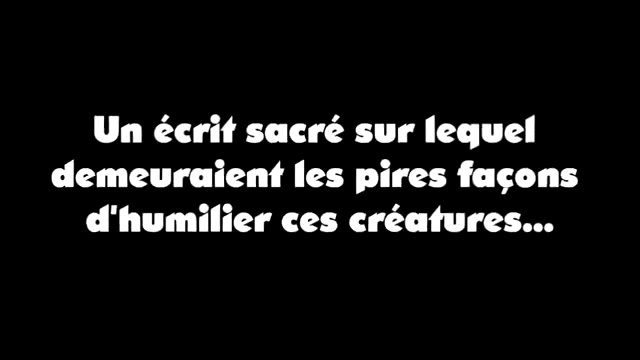 Un écrit sacré sur lequel
demeuraient les pires façons
d'humilier ces créatures...